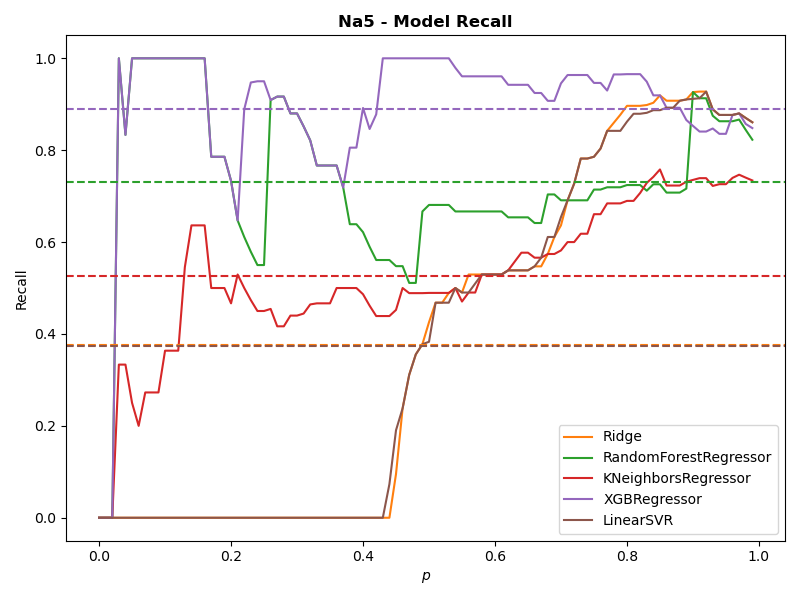 Na5 - Model Recall
Recall
1.0
0.8
0.6
0.4
0.2
0.0
0.0 0.2 0.4 0.6 0.8 1.0
p
Ridge
RandomForestRegressor
KNeighborsRegressor
XGBRegressor
LinearSVR